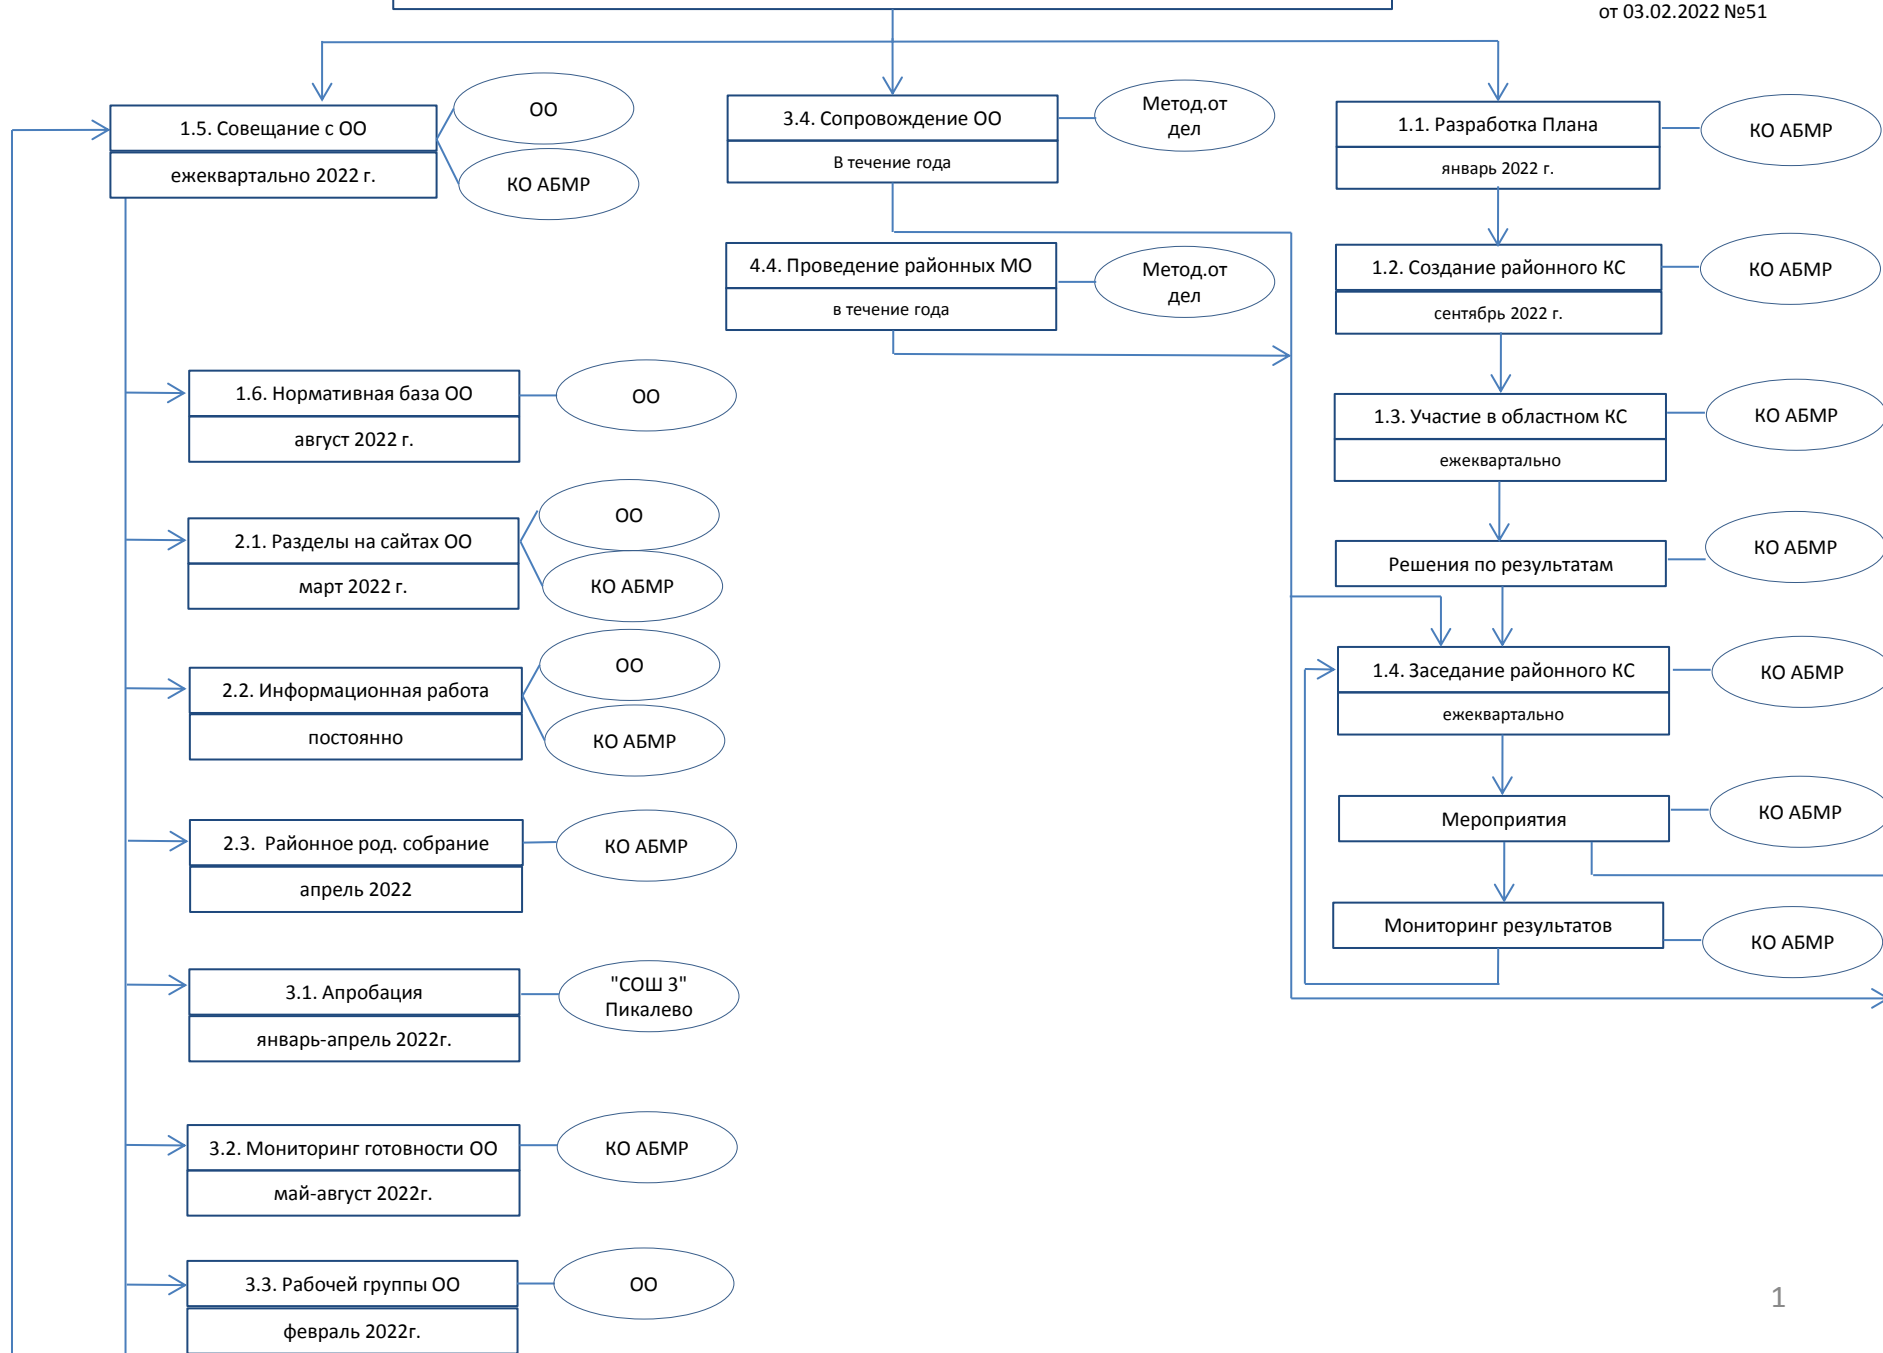 от 03.02.2022 №51
1.5. Совещание с ОО
ежеквартально 2022 г.
ОО
КО АБМР
3.4. Сопровождение ОО
В течение года
Метод.от
дел
1.1. Разработка Плана
январь 2022 г.
КО АБМР
4.4. Проведение районных МО
в течение года
Метод.от
дел
1.2. Создание районного КС
сентябрь 2022 г.
КО АБМР
1.6. Нормативная база ОО
август 2022 г.
ОО
1.3. Участие в областном КС
ежеквартально
КО АБМР
2.1. Разделы на сайтах ОО
март 2022 г.
ОО
КО АБМР
Решения по результатам
КО АБМР
2.2. Информационная работа
постоянно
ОО
КО АБМР
1.4. Заседание районного КС
ежеквартально
КО АБМР
2.3. Районное род. собрание
апрель 2022
КО АБМР
Мероприятия
КО АБМР
Мониторинг результатов
КО АБМР
3.1. Апробация
январь-апрель 2022г.
"СОШ 3"
Пикалево
3.2. Мониторинг готовности ОО
май-август 2022г.
КО АБМР
3.3. Рабочей группы ОО
февраль 2022г.
ОО
1